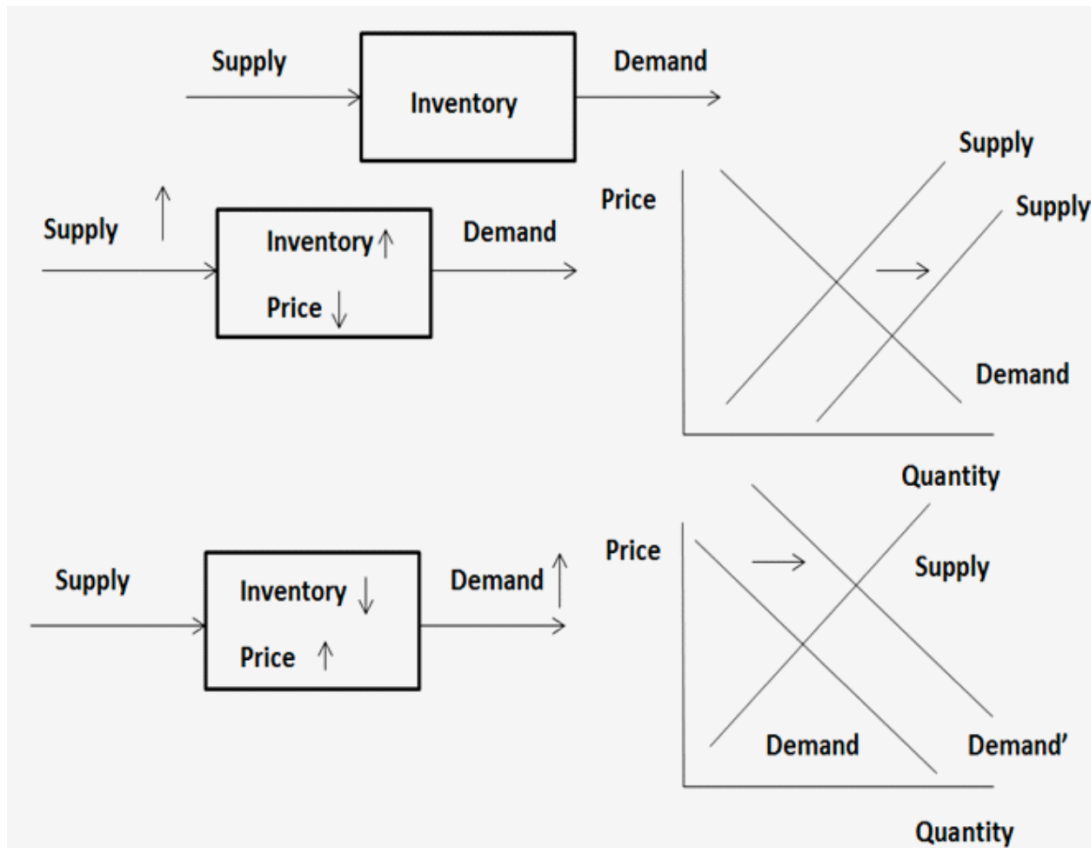 Supply
Demand
Inventory
Supply
Price
Supply
Supply
Inventory
Demand
Price
Demand
Quantity
Price
Supply
Demand
Inventory
Supply
Price
Demand
Demand’
Quantity